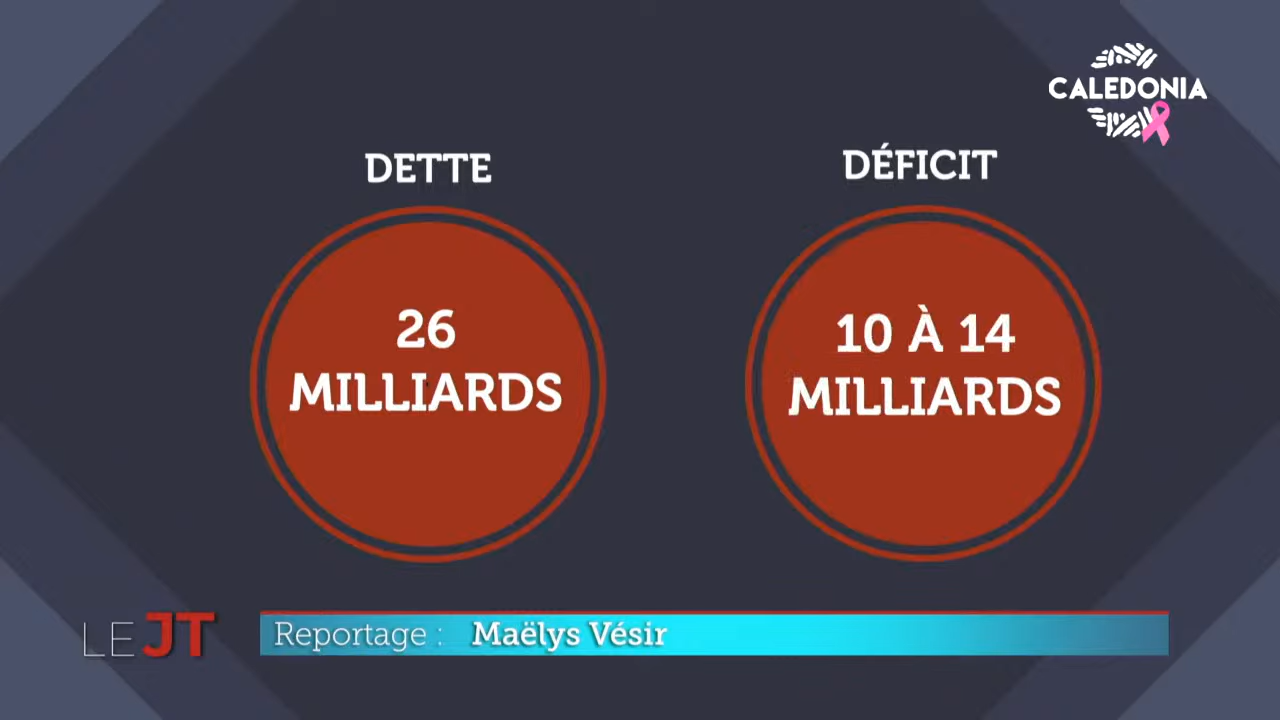 CALEDONIA
DETTE
DÉFICIT
26
MILLIARDS
10 À 14
MILLIARDS
LE JT
Reportage : Maëlys Vésir